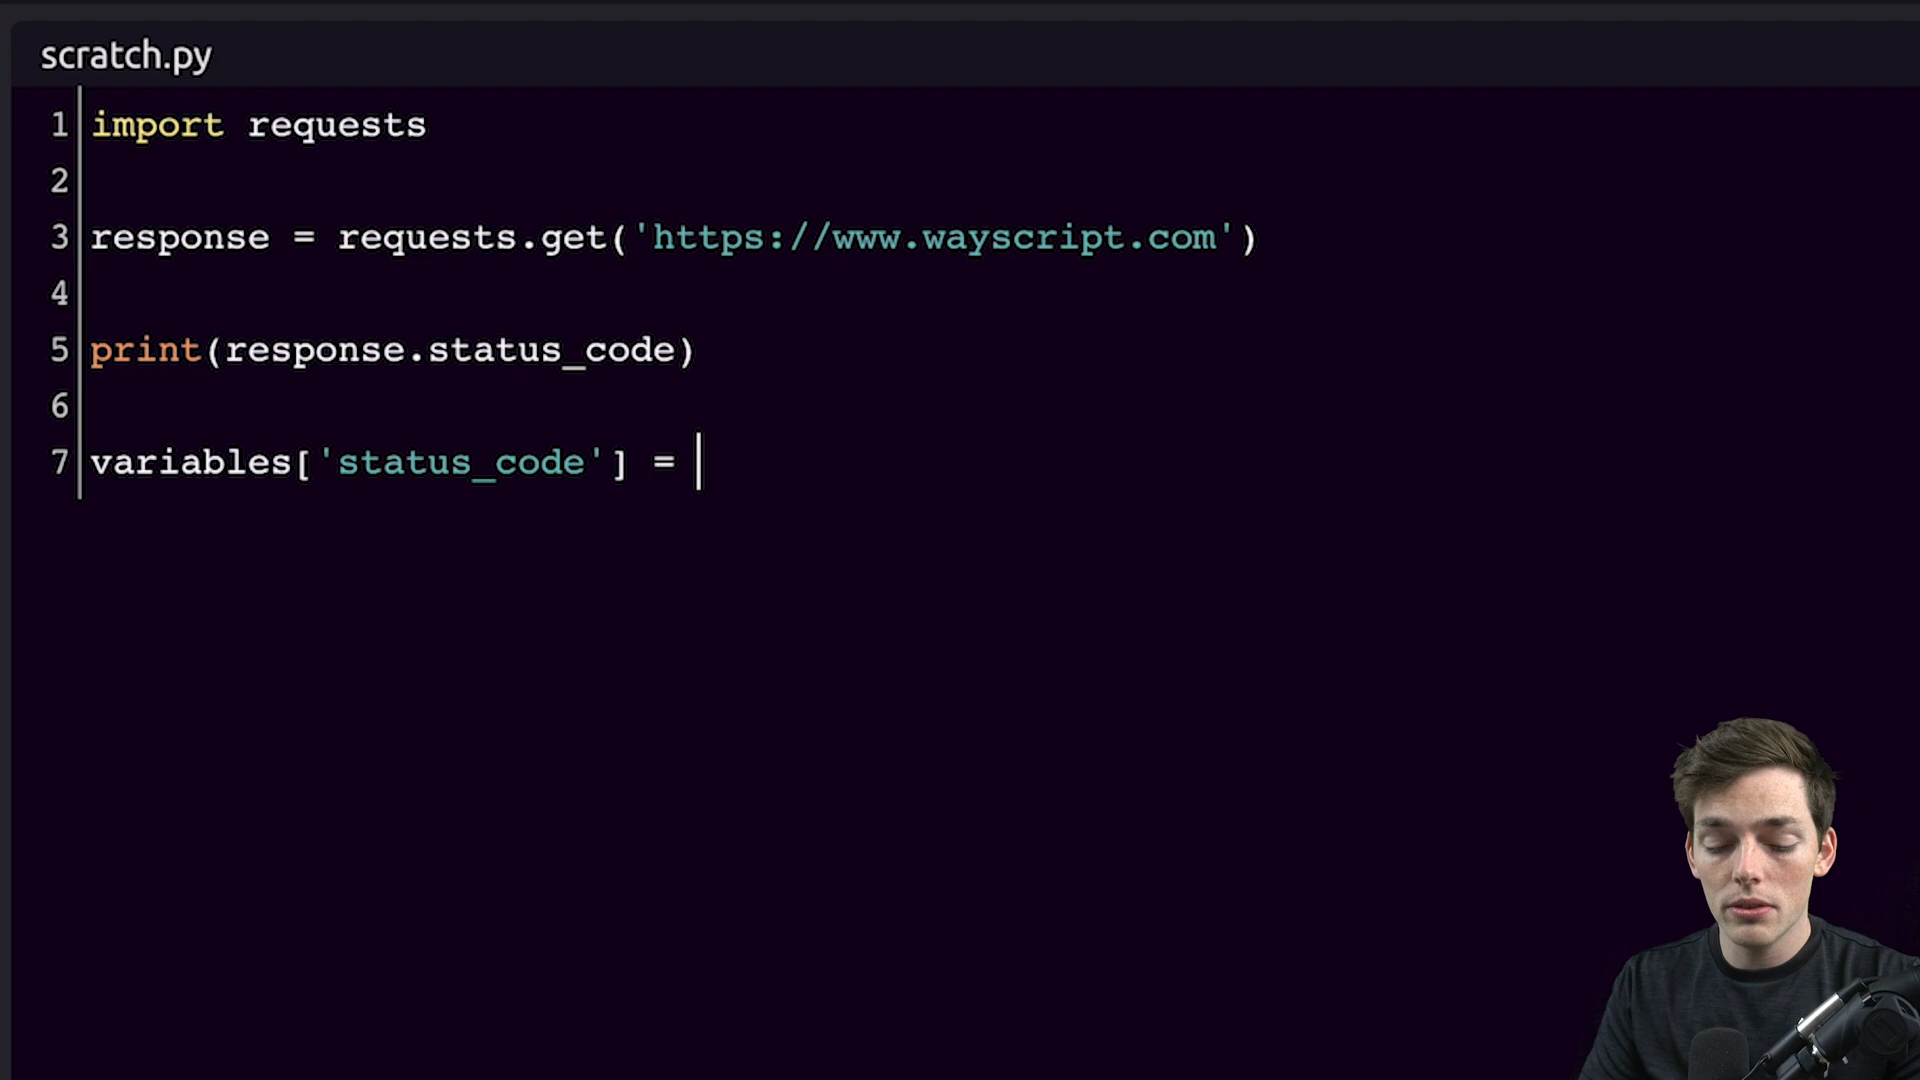 scratch.py
1 import requests
2
3 response = requests.get('https://www.wayscript.com')
4
5 print(response.status_code)
6
7 variables['status_code'] =